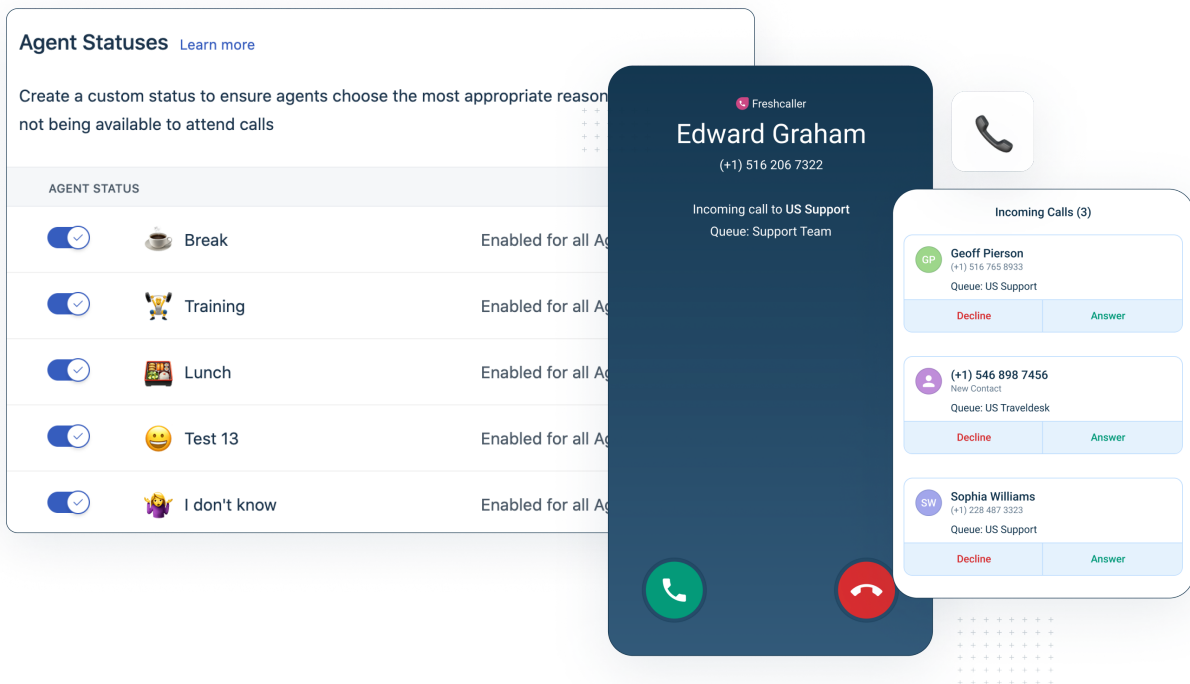 Agent Statuses Learn more
Create a custom status to ensure agents choose the most appropriate reason
not being available to attend calls
AGENT STATUS
Break Enabled for all
Training Enabled for all
Lunch Enabled for all
Test 13 Enabled for all
I don't know Enabled for all
Freshcaller
Edward Graham
(+1) 516 206 7322
Incoming call to US Support
Queue: Support Team
Incoming Calls (3)
GP Geoff Pierson
(+1) 516 765 8933
Queue: US Support
Decline Answer
(+1) 546 898 7456
New Contact
Queue: US Traveldesk
Decline Answer
SW Sophia Williams
(+1) 228 487 3323
Queue: US Support
Decline Answer